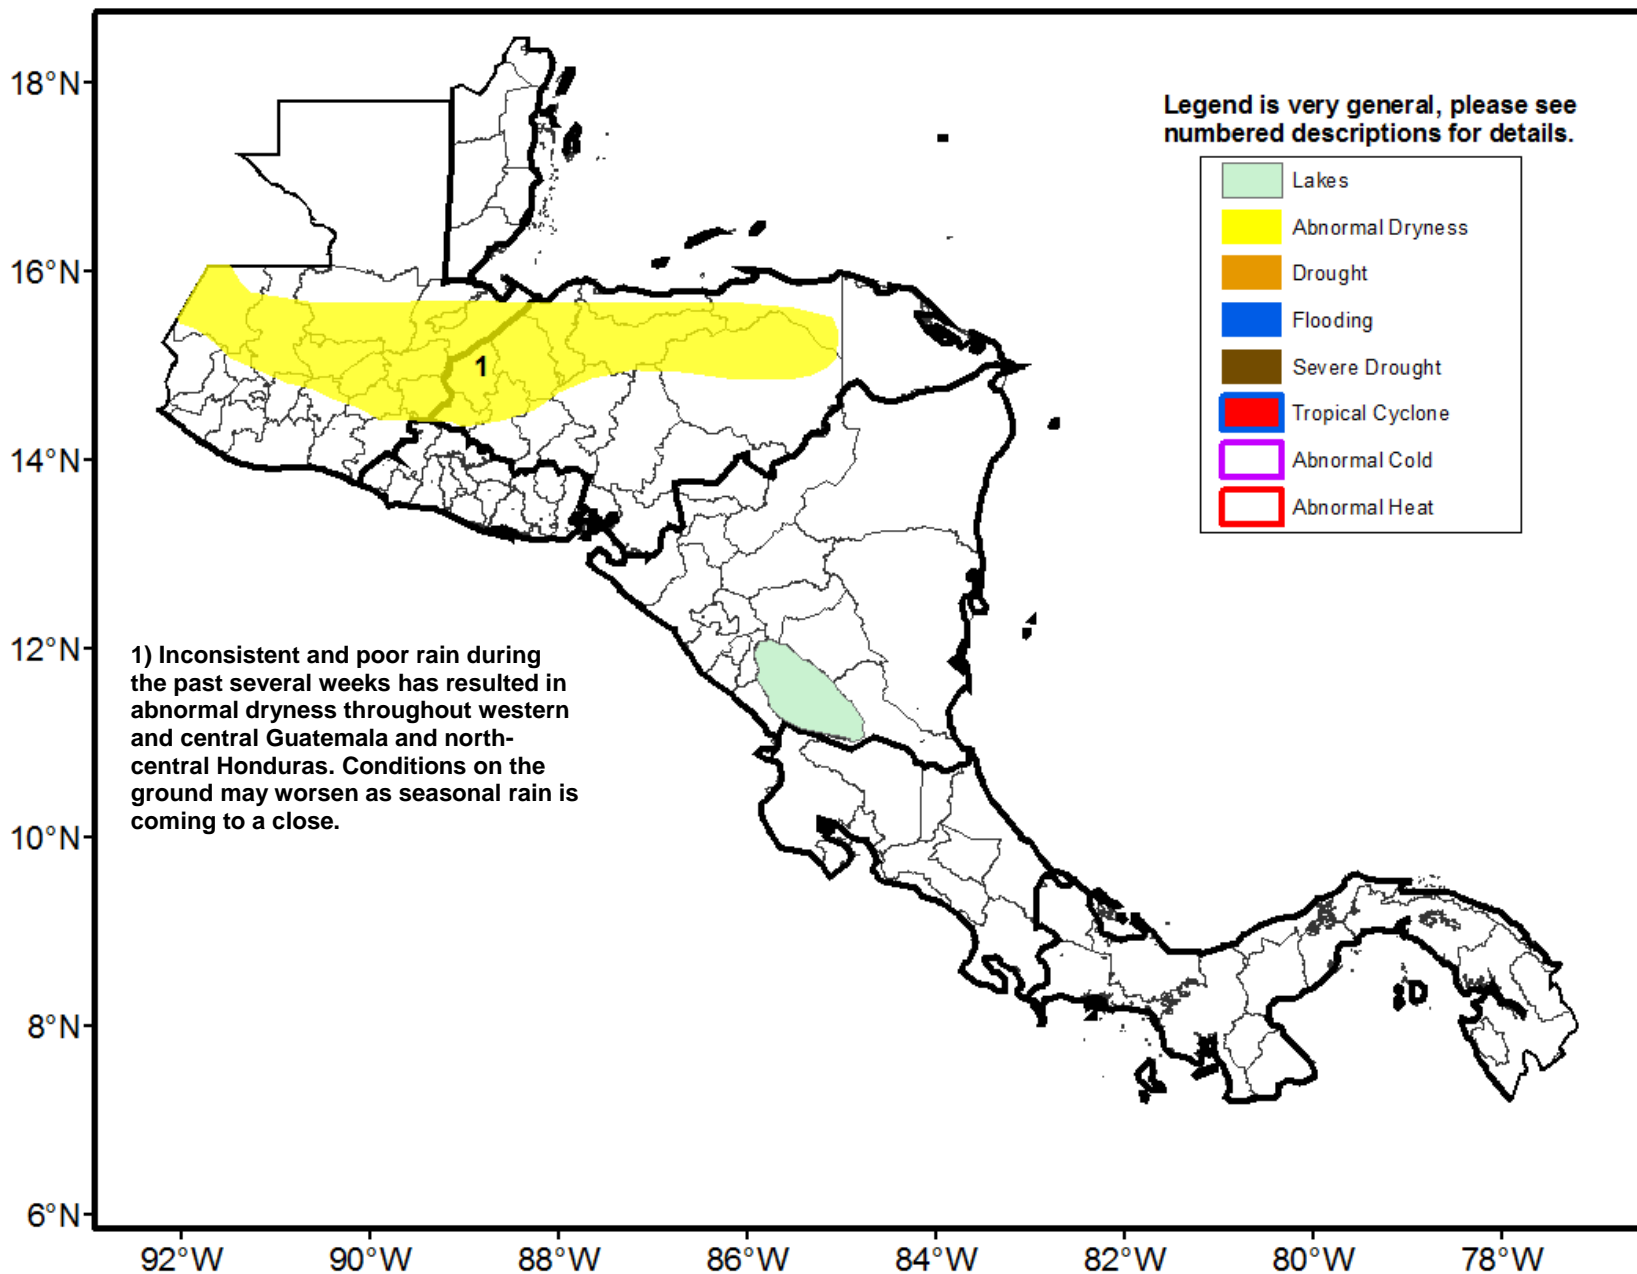 18°N
16°N
14°N
12°N
10°N
8°N
6°N
Legend is very general, please see
numbered descriptions for details.
Lakes
Abnormal Dryness
Drought
Flooding
Severe Drought
Tropical Cyclone
Abnormal Cold
Abnormal Heat
1
1) Inconsistent and poor rain during
the past several weeks has resulted in
abnormal dryness throughout western
and central Guatemala and north-
central Honduras. Conditions on the
ground may worsen as seasonal rain is
coming to a close.
92°W
90°W
88°W
86°W
84°W
82°W
80°W
78°W